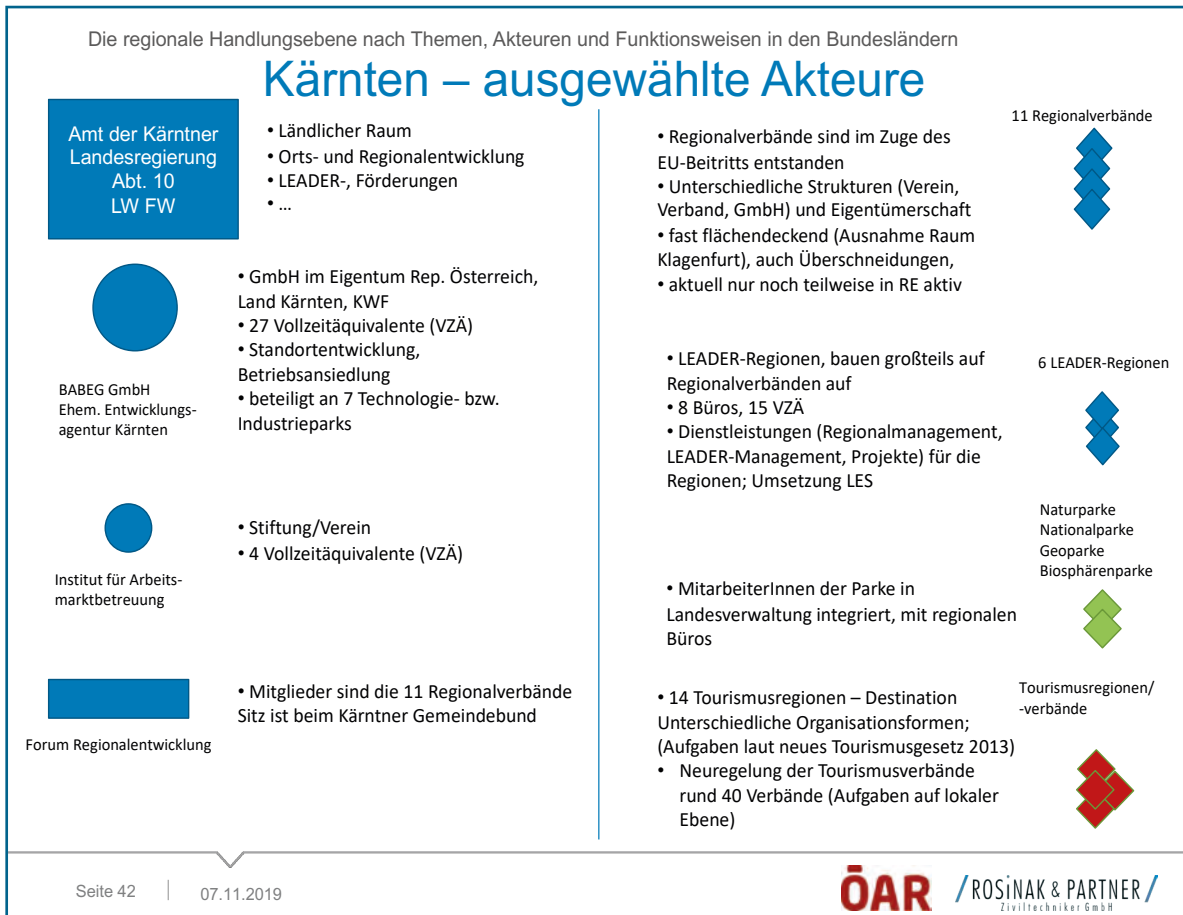 Die regionale Handlungsebene nach Themen, Akteuren und Funktionsweisen in den Bundesländern
Kärnten – ausgewählte Akteure
Amt der Kärntner
Landesregierung
Abt. 10
LW FW
• Ländlicher Raum
• Orts- und Regionalentwicklung
• LEADER-, Förderungen
• ...
BABEG GmbH
Ehem. Entwicklungs-
agentur Kärnten
• GmbH im Eigentum Rep. Österreich,
Land Kärnten, KWF
• 27 Vollzeitäquivalente (VZÄ)
• Standortentwicklung,
Betriebsansiedlung
• beteiligt an 7 Technologie- bzw.
Industrieparks
Institut für Arbeits-
marktbetreuung
• Stiftung/Verein
• 4 Vollzeitäquivalente (VZÄ)
Forum Regionalentwicklung
• Mitglieder sind die 11 Regionalverbände
Sitz ist beim Kärntner Gemeindebund
11 Regionalverbände
• Regionalverbände sind im Zuge des
EU-Beitritts entstanden
• Unterschiedliche Strukturen (Verein,
Verband, GmbH) und Eigentümerschaft
• fast flächendeckend (Ausnahme Raum
Klagenfurt), auch Überschneidungen,
• aktuell nur noch teilweise in RE aktiv
6 LEADER-Regionen
• LEADER-Regionen, bauen großteils auf
Regionalverbänden auf
• 8 Büros, 15 VZÄ
• Dienstleistungen (Regionalmanagement,
LEADER-Management, Projekte) für die
Regionen; Umsetzung LES
Naturparke
Nationalparke
Geoparke
Biosphärenparke
• MitarbeiterInnen der Parke in
Landesverwaltung integriert, mit regionalen
Büros
Tourismusregionen/
-verbände
• 14 Tourismusregionen – Destination
Unterschiedliche Organisationsformen;
(Aufgaben laut neues Tourismusgesetz 2013)
• Neuregelung der Tourismusverbände
rund 40 Verbände (Aufgaben auf lokaler
Ebene)
Seite 42
07.11.2019
ÖAR
/ROSiNAK & PARTNER/
Ziviltechniker GmbH